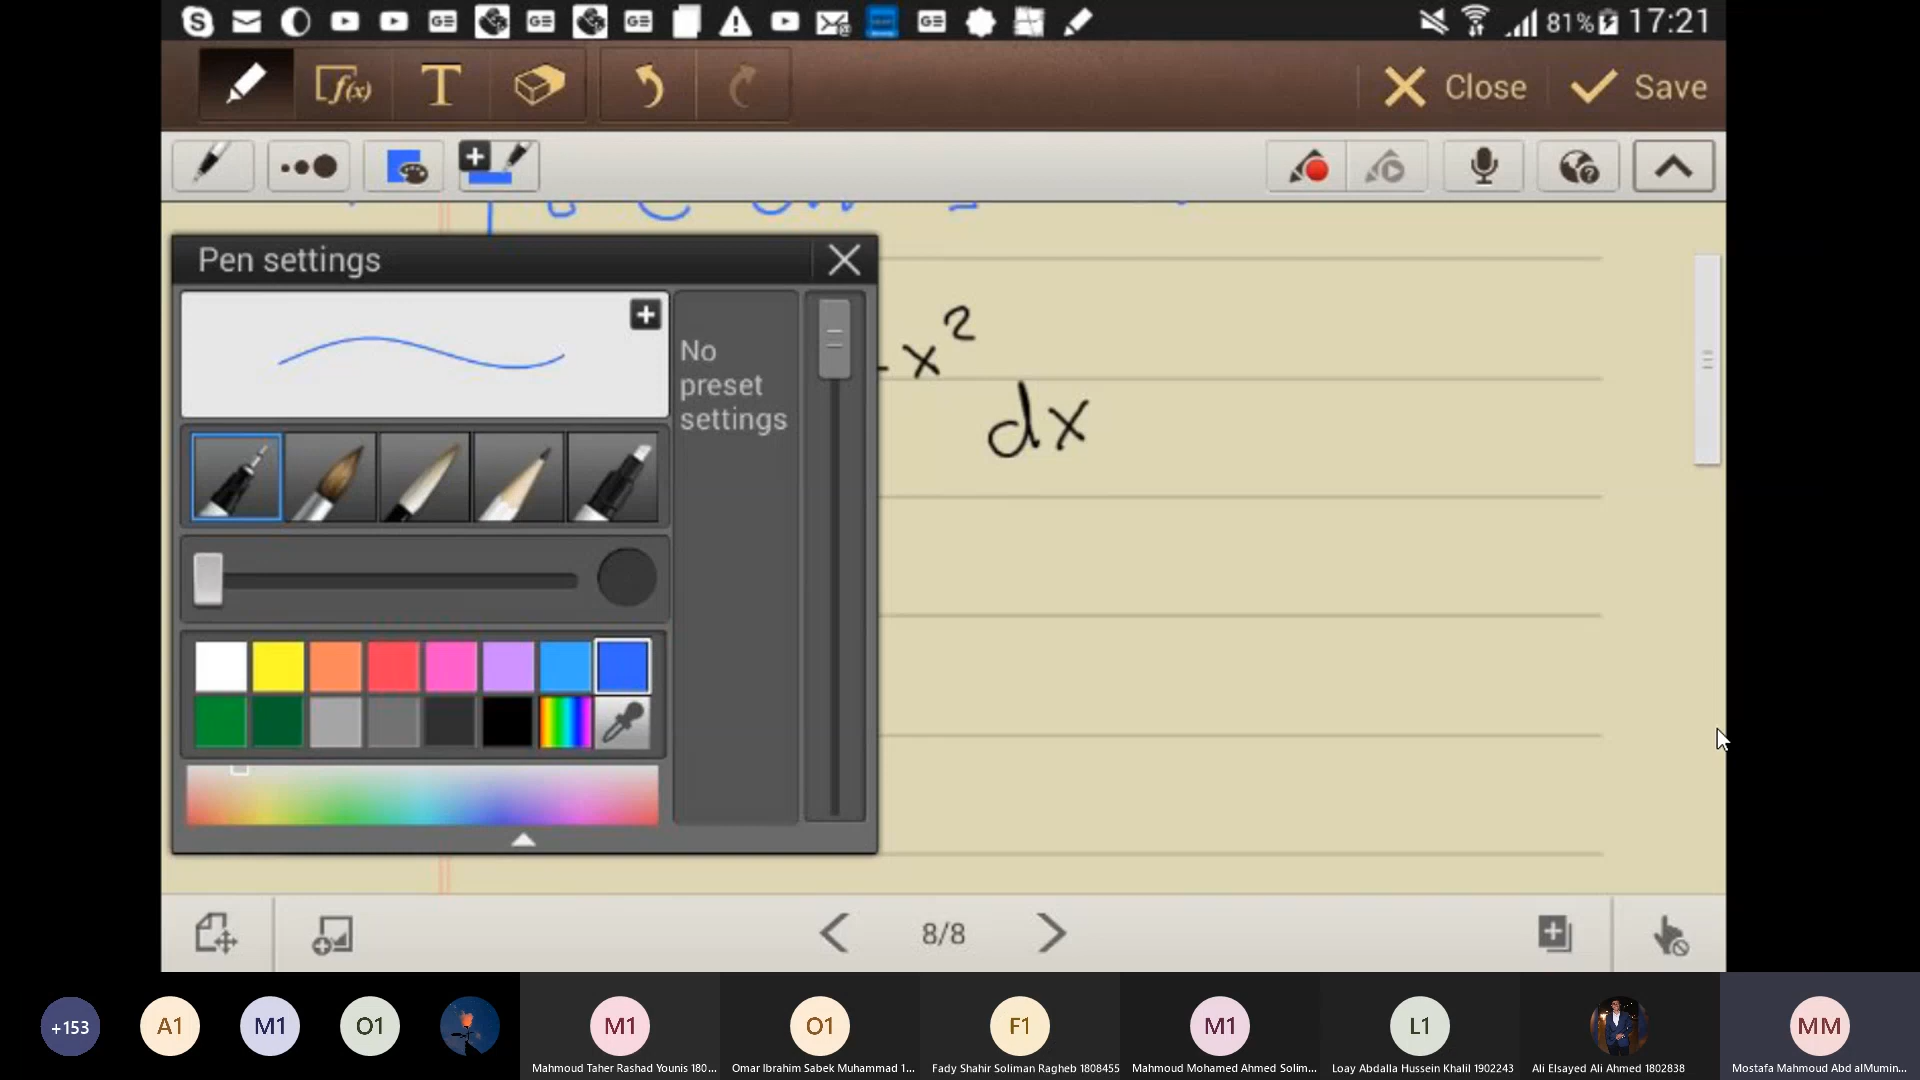 81% 17:21
f(x) T Close Save
Pen settings
No
preset
settings
- x²
dx
8/8
+153 A1 M1 O1 M1 O1 F1 M1 L1 MM
Mahmoud Taher Rashad Younis 180... Omar Ibrahim Sabek Muhammad 1... Fady Shahir Soliman Ragheb 1808455 Mahmoud Mohamed Ahmed Solim... Loay Abdalla Hussein Khalil 1902243 Ali Elsayed Ali Ahmed 1802838 Mostafa Mahmoud Abd alMumin...